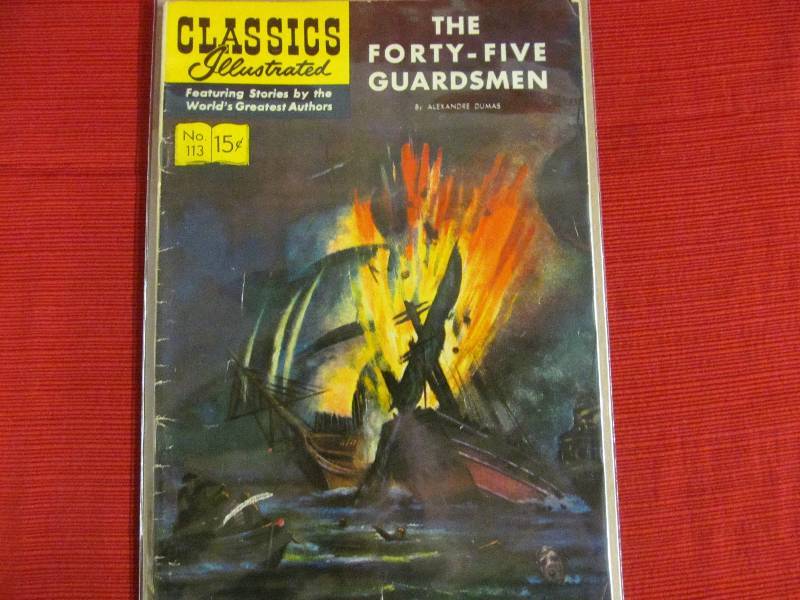 CLASSICS
Illustrated
Featuring Stories by the
World's Greatest Authors
No.
113
15¢
THE
FORTY-FIVE
GUARDSMEN
By ALEXANDRE DUMAS